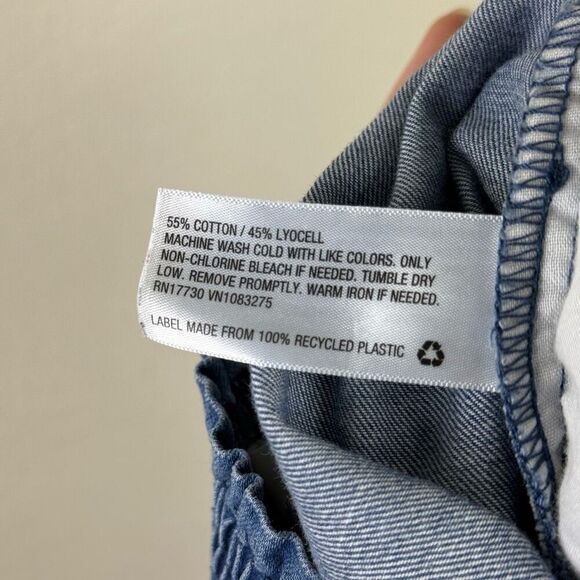 55% COTTON / 45% LYOCELL
MACHINE WASH COLD WITH LIKE COLORS. ONLY
NON-CHLORINE BLEACH IF NEEDED. TUMBLE DRY
LOW. REMOVE PROMPTLY. WARM IRON IF NEEDED.
RN17730 VN1083275
LABEL MADE FROM 100% RECYCLED PLASTIC